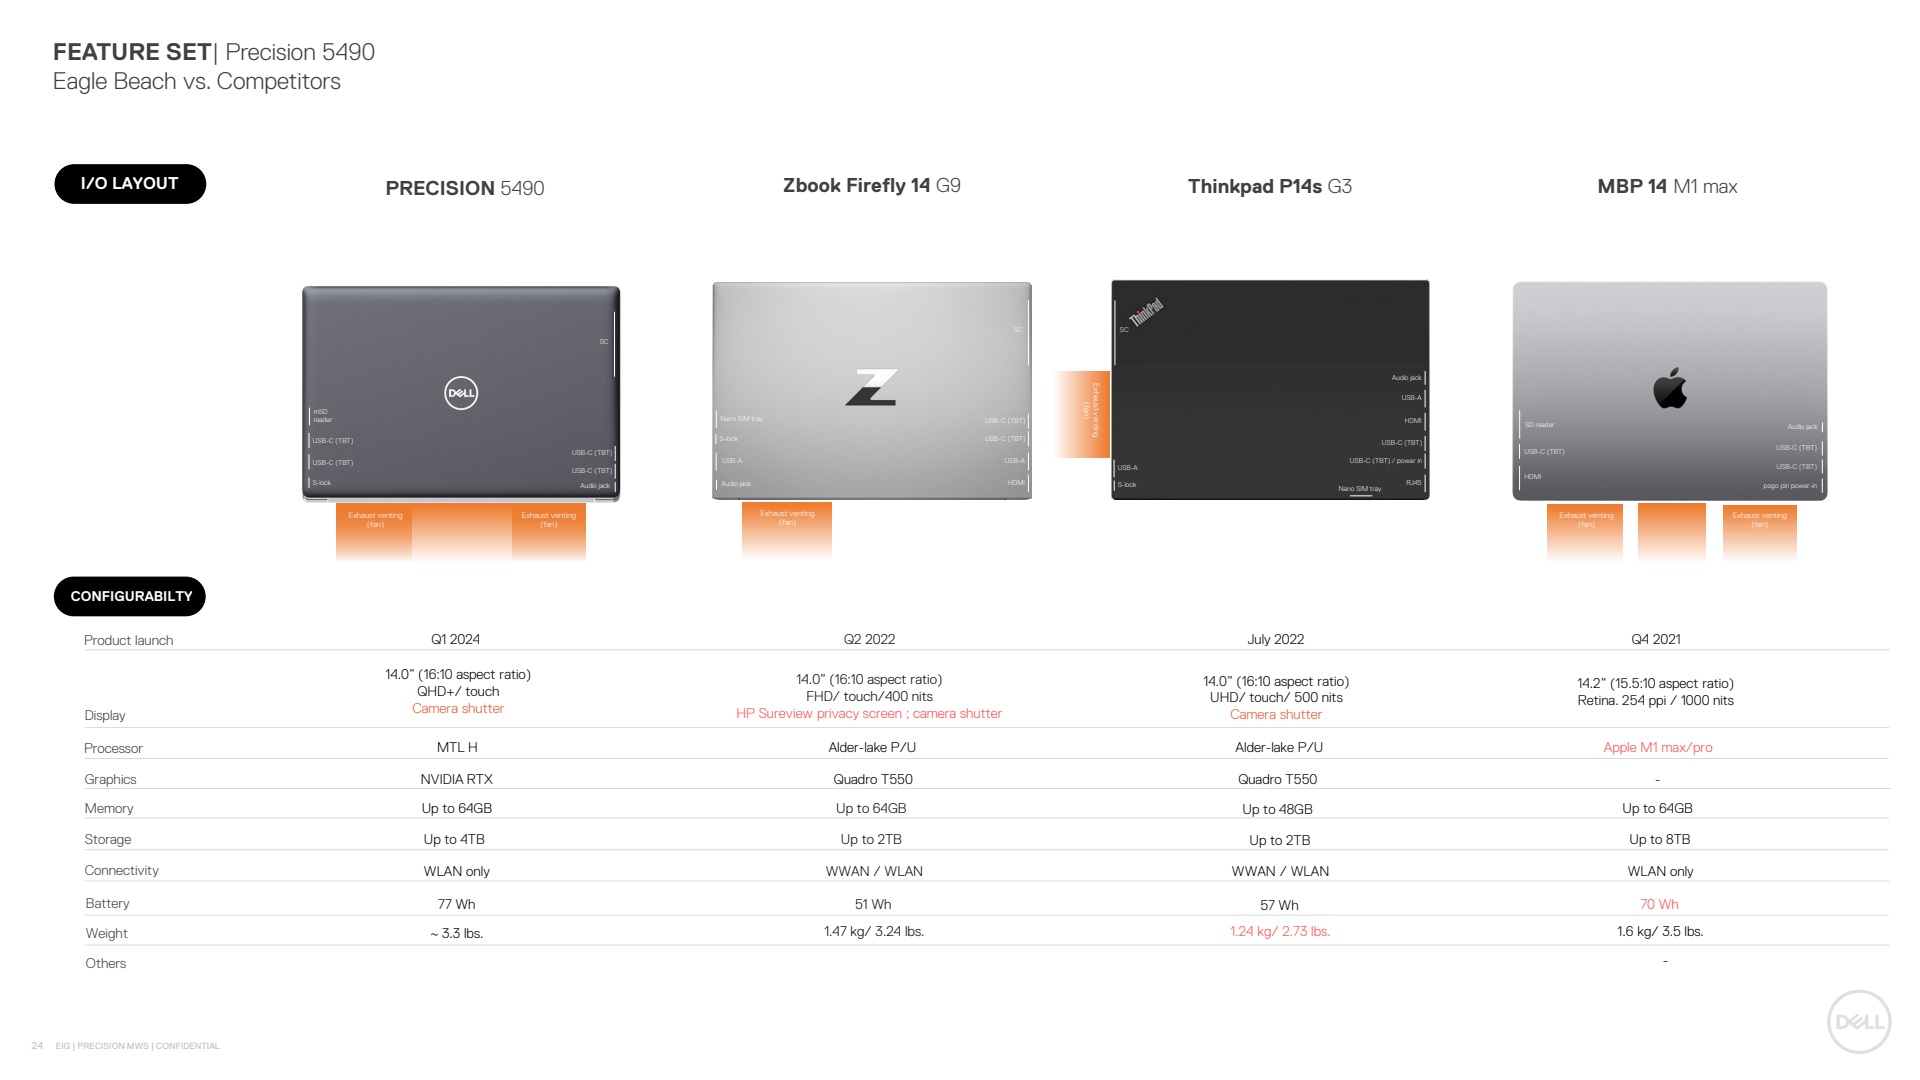 FEATURE SET| Precision 5490
Eagle Beach vs. Competitors
I/O LAYOUT
PRECISION 5490
Zbook Firefly 14 G9
Thinkpad P14s G3
MBP 14 M1 max
SC
DELL
mSD
reader
USB-C (TBT)
USB-C (TBT)
S-lock
USB-C (TBT)
USB-C (TBT)
Audio jack
Exhaust venting
(fan)
Exhaust venting
(fan)
SC
Nano SIM tray
S-lock
USB-A
Audio jack
USB-C (TBT)
USB-C (TBT)
USB-A
HDMI
Exhaust venting
(fan)
Exhaust venting
(fan)
ThinkPad
SC
USB-A
S-lock
Audio jack
USB-A
HDMI
USB-C (TBT)
USB-C (TBT) / power in
RJ45
Nano SIM tray
SD reader
USB-C (TBT)
HDMI
Audio jack
USB-C (TBT)
USB-C (TBT)
pogo pin power-in
Exhaust venting
(fan)
Exhaust venting
(fan)
CONFIGURABILTY
Product launch
Q1 2024
Q2 2022
July 2022
Q4 2021
Display
14.0” (16:10 aspect ratio)
QHD+/ touch
Camera shutter
14.0” (16:10 aspect ratio)
FHD/ touch/400 nits
HP Sureview privacy screen ; camera shutter
14.0” (16:10 aspect ratio)
UHD/ touch/ 500 nits
Camera shutter
14.2” (15.5:10 aspect ratio)
Retina. 254 ppi / 1000 nits
Processor
MTL H
Alder-lake P/U
Alder-lake P/U
Apple M1 max/pro
Graphics
NVIDIA RTX
Quadro T550
Quadro T550
-
Memory
Up to 64GB
Up to 64GB
Up to 48GB
Up to 64GB
Storage
Up to 4TB
Up to 2TB
Up to 2TB
Up to 8TB
Connectivity
WLAN only
WWAN / WLAN
WWAN / WLAN
WLAN only
Battery
77 Wh
51 Wh
57 Wh
70 Wh
Weight
~ 3.3 lbs.
1.47 kg/ 3.24 lbs.
1.24 kg/ 2.73 lbs.
1.6 kg/ 3.5 lbs.
Others
-
DELL
24 EIG | PRECISION MWS | CONFIDENTIAL